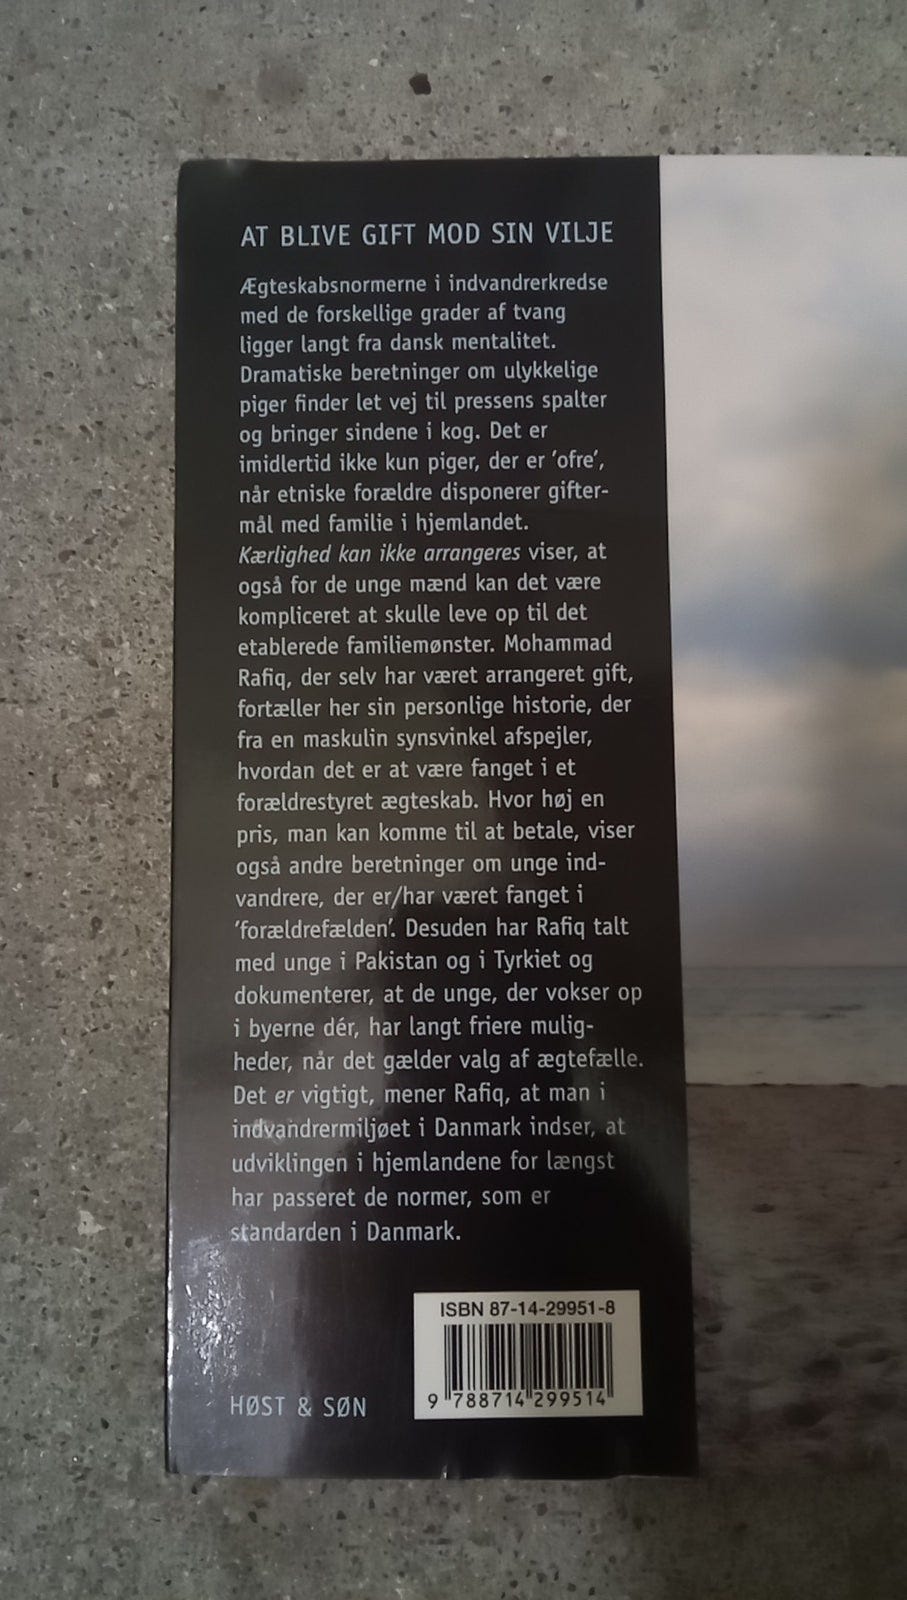 AT BLIVE GIFT MOD SIN VILJE
Ægteskabsnormerne i indvandrerkredse
med de forskellige grader af tvang
ligger langt fra dansk mentalitet.
Dramatiske beretninger om ulykkelige
piger finder let vej til pressens spalter
og bringer sindene i kog. Det er
imidlertid ikke kun piger, der er 'ofre',
når etniske forældre disponerer gifter-
mål med familie i hjemlandet.
Kærlighed kan ikke arrangeres viser, at
også for de unge mænd kan det være
kompliceret at skulle leve op til det
etablerede familiemønster. Mohammad
Rafiq, der selv har været arrangeret gift,
fortæller her sin personlige historie, der
fra en maskulin synsvinkel afspejler,
hvordan det er at være fanget i et
forældrestyret ægteskab. Hvor høj en
pris, man kan komme til at betale, viser
også andre beretninger om unge ind-
vandrere, der er/har været fanget i
'forældrefælden'. Desuden har Rafiq talt
med unge i Pakistan og i Tyrkiet og
dokumenterer, at de unge, der vokser op
i byerne dér, har langt friere mulig-
heder, når det gælder valg af ægtefælle.
Det er vigtigt, mener Rafiq, at man i
indvandrermiljøet i Danmark indser, at
udviklingen i hjemlandene for længst
har passeret de normer, som er
standarden i Danmark.
ISBN 87-14-29951-8
9 788714 299514
HØST & SØN